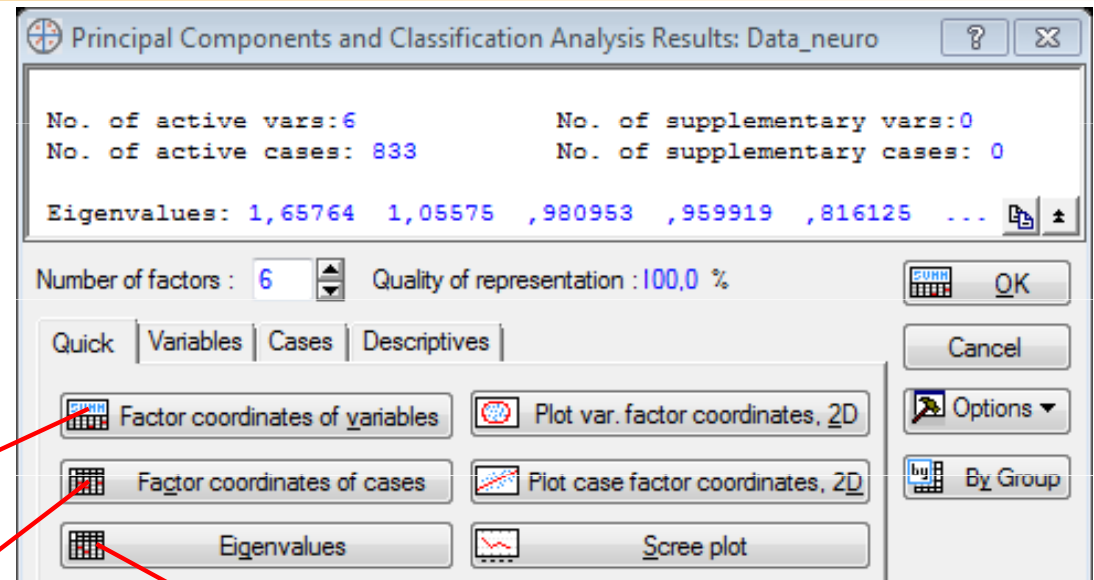 Principal Components and Classification Analysis Results: Data_neuro
No. of active vars:6 No. of supplementary vars:0
No. of active cases: 833 No. of supplementary cases: 0
Eigenvalues: 1,65764 1,05575 ,980953 ,959919 ,816125 ...
Number of factors : 6 Quality of representation :100,0 %
OK
Quick Variables Cases Descriptives
Cancel
Factor coordinates of variables Plot var. factor coordinates, 2D
Options
Factor coordinates of cases Plot case factor coordinates, 2D
By Group
Eigenvalues Scree plot